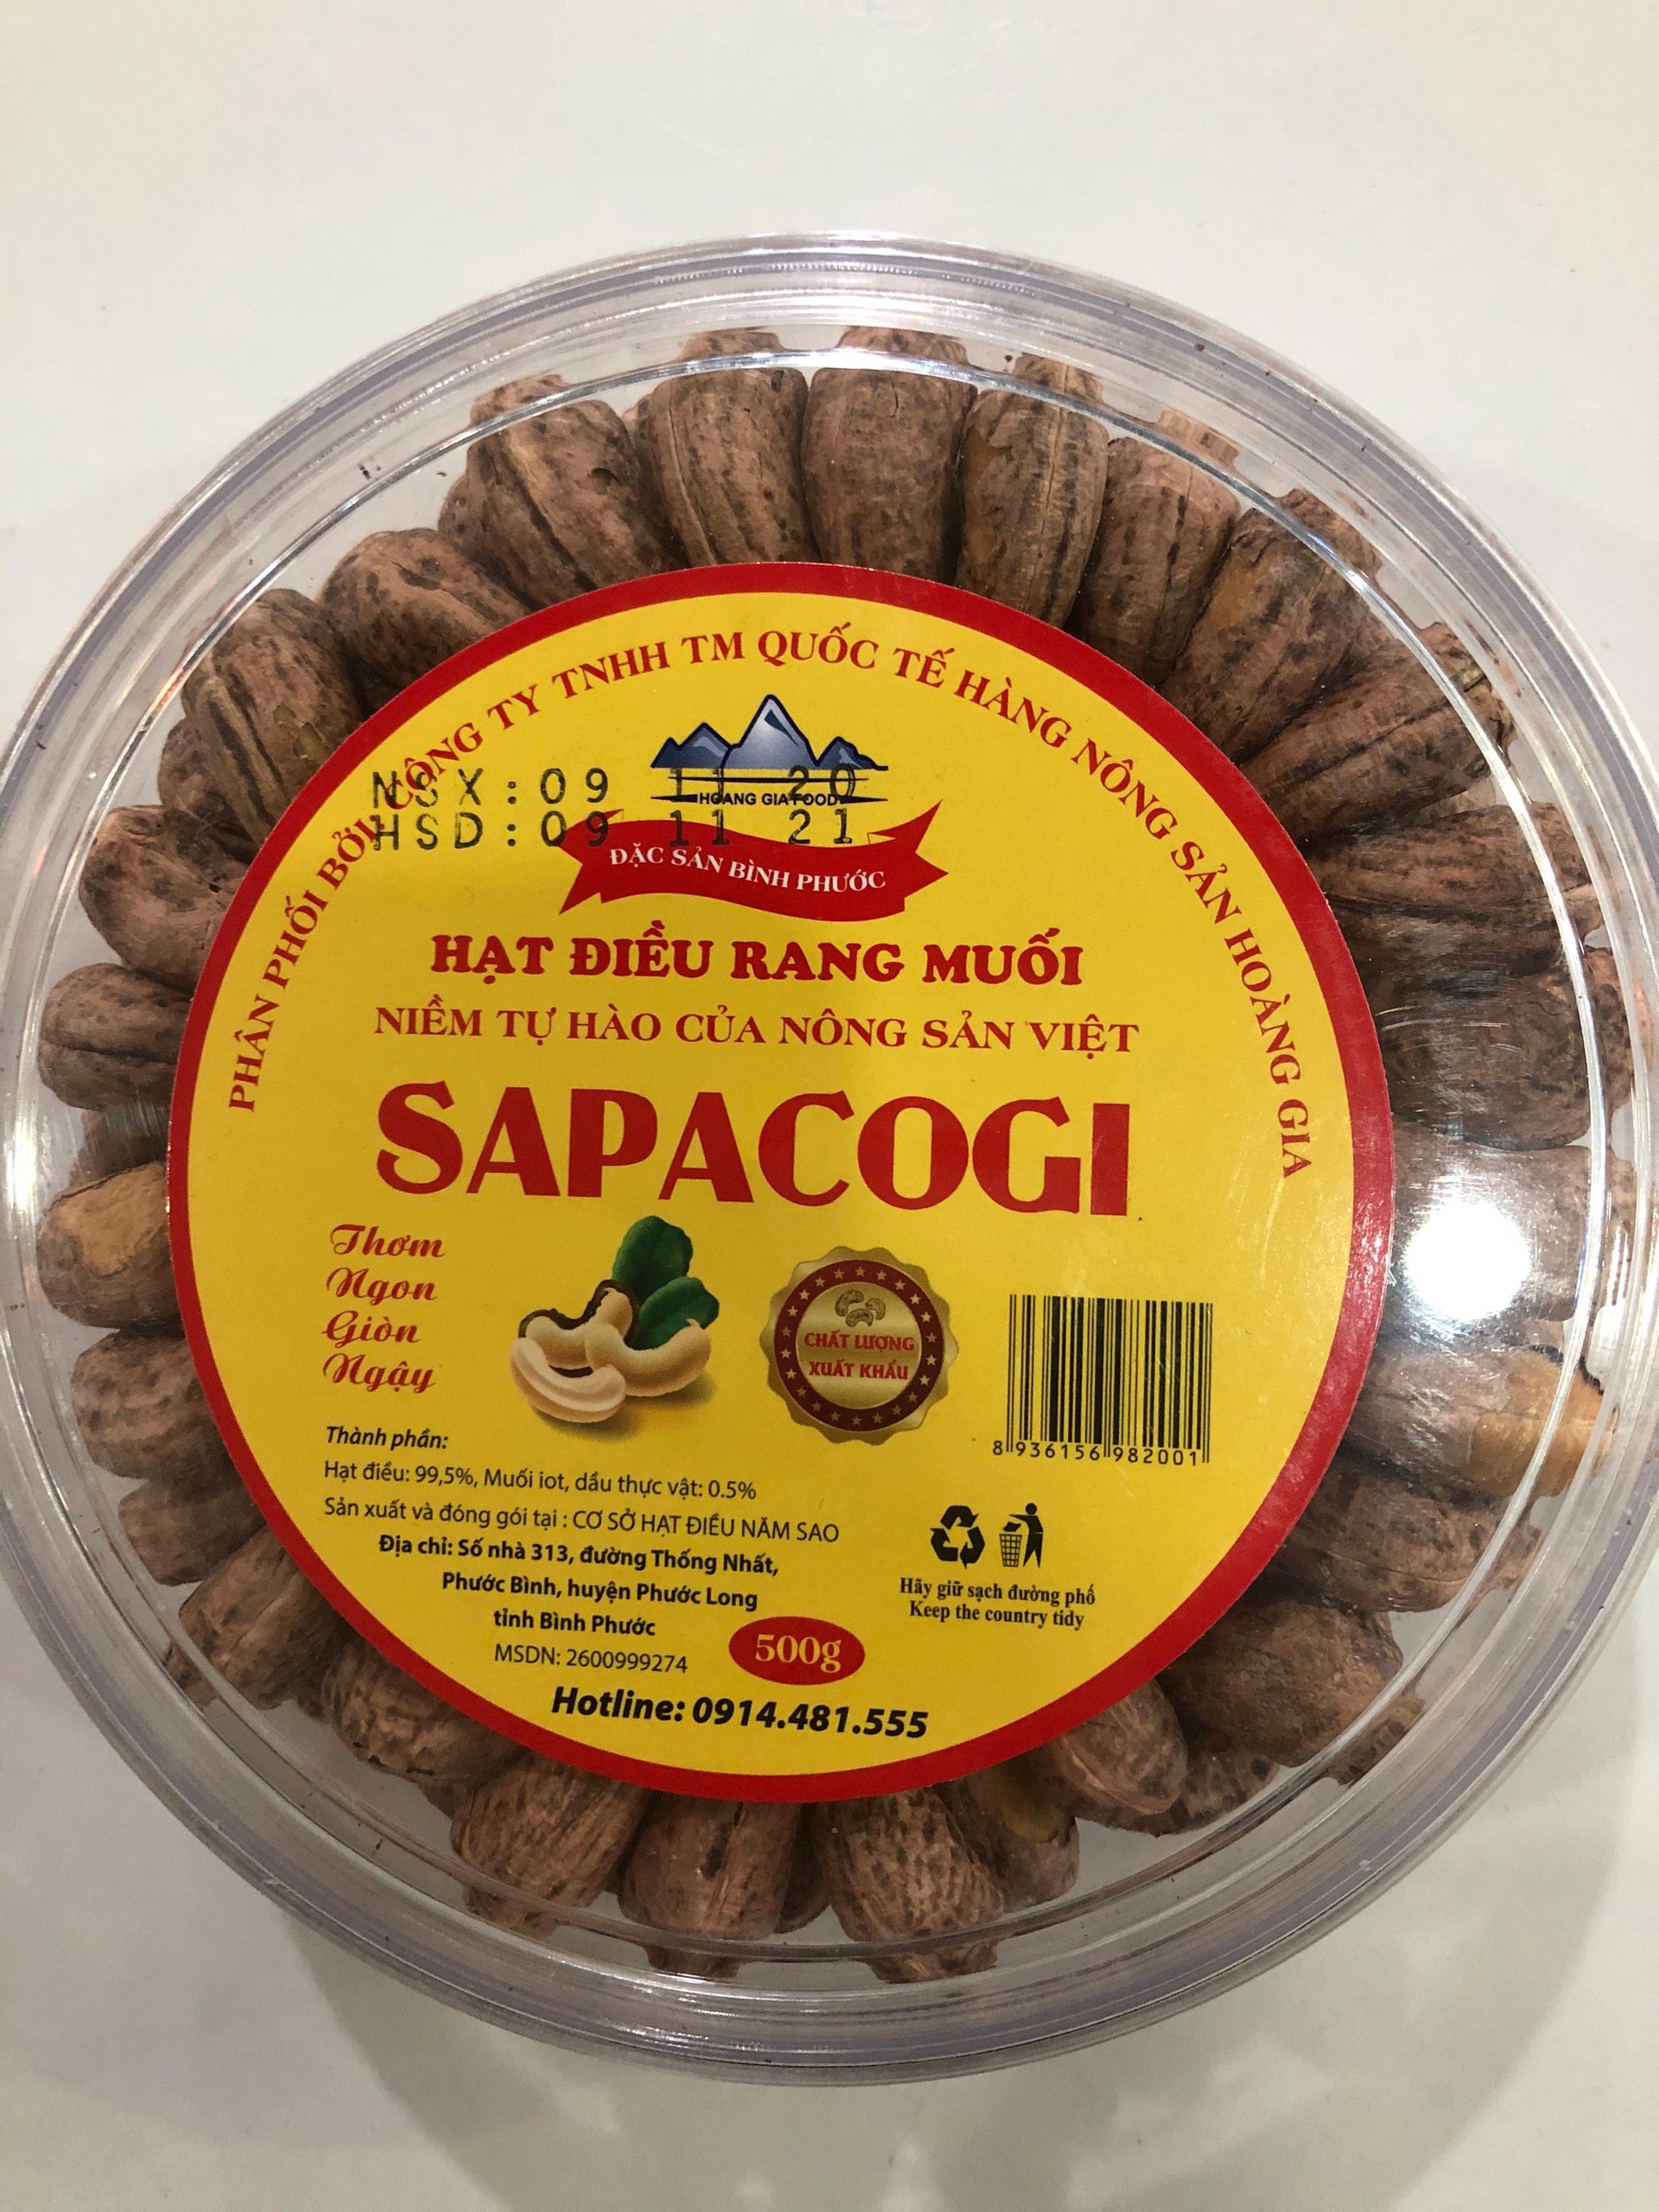 PHÂN PHỐI BỞI: CÔNG TY TNHH TM QUỐC TẾ HÀNG NÔNG SẢN HOÀNG GIA
HOANG GIA FOOD
NSX:09 11 20
HSD:09 11 21
ĐẶC SẢN BÌNH PHƯỚC
HẠT ĐIỀU RANG MUỐI
NIỀM TỰ HÀO CỦA NÔNG SẢN VIỆT
SAPACOGI
Thơm
Ngon
Giòn
Ngậy
CHẤT LƯỢNG
XUẤT KHẨU
8 936156 982001
Thành phần:
Hạt điều: 99,5%, Muối iot, dầu thực vật: 0.5%
Sản xuất và đóng gói tại : CƠ SỞ HẠT ĐIỀU NĂM SAO
Địa chỉ: Số nhà 313, đường Thống Nhất,
Phước Bình, huyện Phước Long
tỉnh Bình Phước
MSDN: 2600999274
500g
Hotline: 0914.481.555
Hãy giữ sạch đường phố
Keep the country tidy